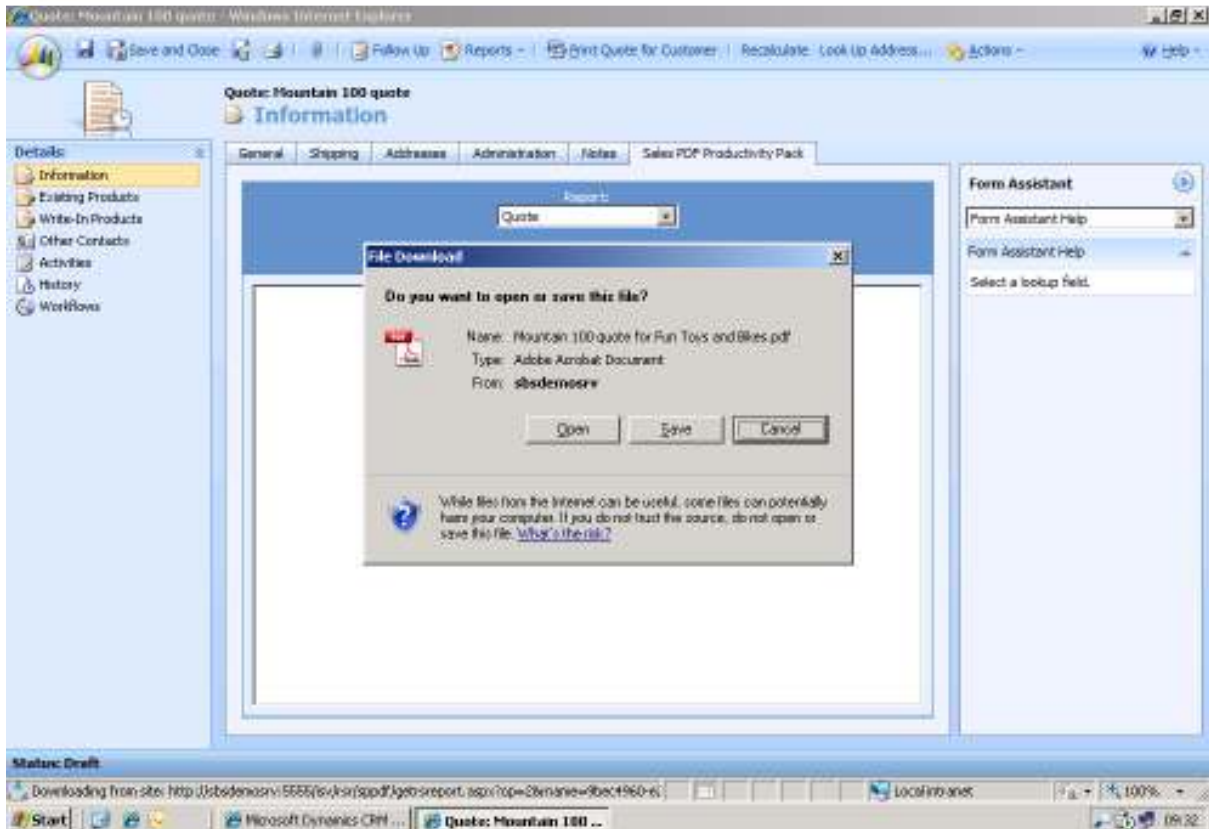 Quote: Mountain 100 quote - Windows Internet Explorer
Save and Close
Follow Up
Reports
Print Quote for Customer
Recalculate
Look Up Address...
Actions
Help
Quote: Mountain 100 quote
Information
Details:
Information
Existing Products
Write-In Products
Other Contacts
Activities
History
Workflows
General
Shipping
Addresses
Administration
Notes
Sales PDF Productivity Pack
Report:
Quote
Form Assistant
Form Assistant Help
Form Assistant Help
Select a lookup field.
File Download
Do you want to open or save this file?
Name: Mountain 100 quote for Fun Toys and Bikes.pdf
Type: Adobe Acrobat Document
From: sbsdemosrv
Open
Save
Cancel
While files from the Internet can be useful, some files can potentially
harm your computer. If you do not trust the source, do not open or
save this file. What's the risk?
Status: Draft
Downloading from site: http://sbsdemosrv:5555/isv/
Local intranet
100%
Start
Microsoft Dynamics CRM ...
Quote: Mountain 100 ...
09:32